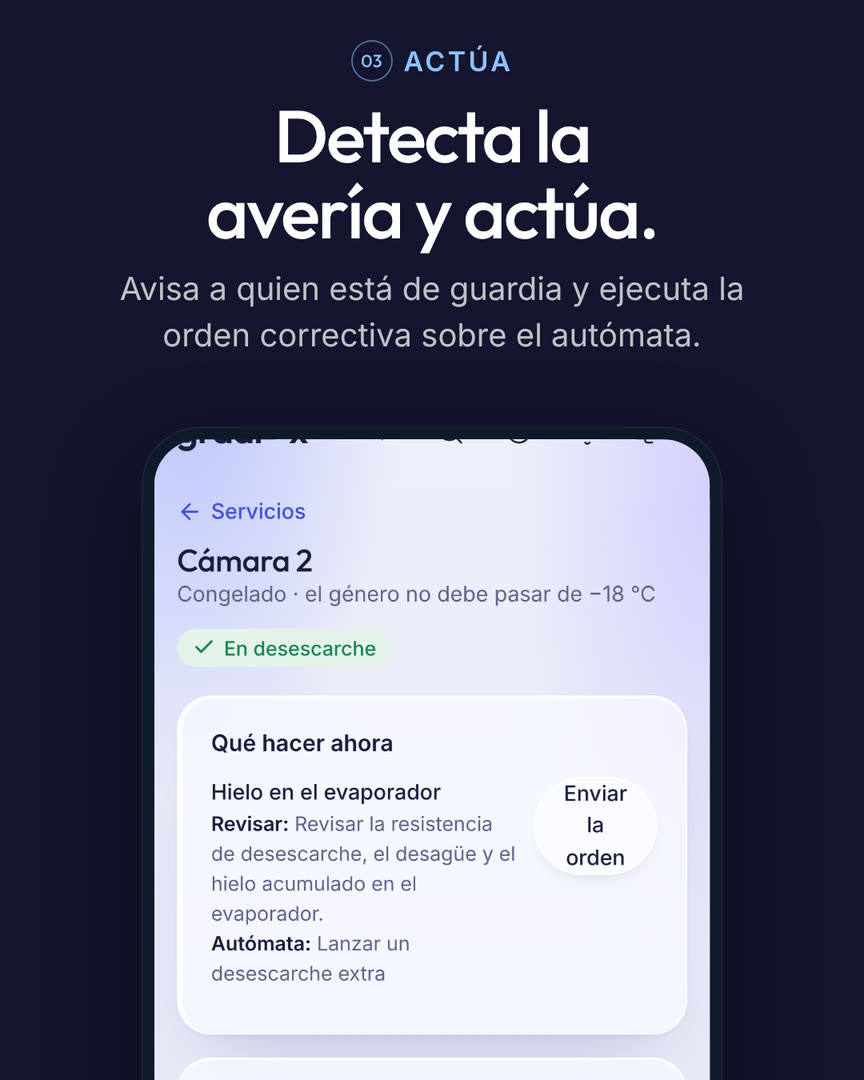 03 ACTÚA
Detecta la
avería y actúa.
Avisa a quien está de guardia y ejecuta la
orden correctiva sobre el autómata.
← Servicios
Cámara 2
Congelado · el género no debe pasar de −18 °C
✓ En desescarche
Qué hacer ahora
Hielo en el evaporador
Revisar: Revisar la resistencia
de desescarche, el desagüe y el
hielo acumulado en el
evaporador.
Autómata: Lanzar un
desescarche extra
Enviar
la
orden